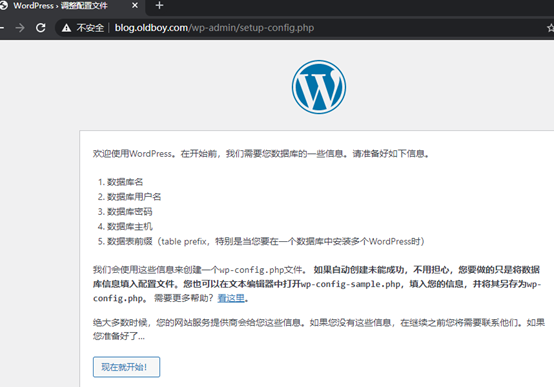 WordPress › 调整配置文件
不安全 | blog.oldboy.com/wp-admin/setup-config.php
欢迎使用WordPress。在开始前，我们需要您数据库的一些信息。请准备好如下信息。
1. 数据库名
2. 数据库用户名
3. 数据库密码
4. 数据库主机
5. 数据表前缀（table prefix，特别是当您要在一个数据库中安装多个WordPress时）
我们会使用这些信息来创建一个wp-config.php文件。 如果自动创建未能成功，不用担心，您要做的只是将数
据库信息填入配置文件。您也可以在文本编辑器中打开wp-config-sample.php，填入您的信息，并将其另存为wp-
config.php。 需要更多帮助？看这里。
绝大多数时候，您的网站服务提供商会给您这些信息。如果您没有这些信息，在继续之前您将需要联系他们。如果
您准备好了…
现在就开始！